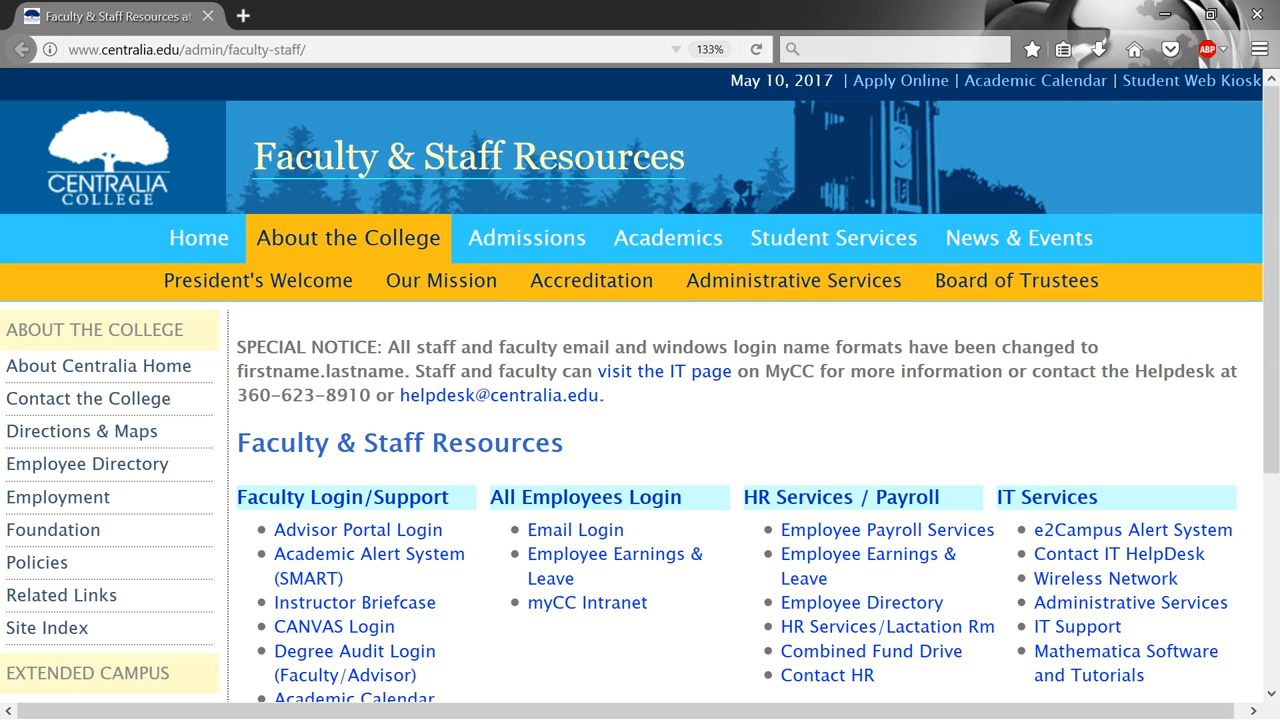 Faculty & Staff Resources at
www.centralia.edu/admin/faculty-staff/
133%
ABP
May 10, 2017 | Apply Online | Academic Calendar | Student Web Kiosk
CENTRALIA
COLLEGE
Faculty & Staff Resources
Home About the College Admissions Academics Student Services News & Events
President's Welcome Our Mission Accreditation Administrative Services Board of Trustees
ABOUT THE COLLEGE
About Centralia Home
Contact the College
Directions & Maps
Employee Directory
Employment
Foundation
Policies
Related Links
Site Index
EXTENDED CAMPUS
SPECIAL NOTICE: All staff and faculty email and windows login name formats have been changed to
firstname.lastname. Staff and faculty can visit the IT page on MyCC for more information or contact the Helpdesk at
360-623-8910 or helpdesk@centralia.edu.
Faculty & Staff Resources
Faculty Login/Support
Advisor Portal Login
Academic Alert System
(SMART)
Instructor Briefcase
CANVAS Login
Degree Audit Login
(Faculty/Advisor)
Academic Calendar
All Employees Login
Email Login
Employee Earnings &
Leave
myCC Intranet
HR Services / Payroll
Employee Payroll Services
Employee Earnings &
Leave
Employee Directory
HR Services/Lactation Rm
Combined Fund Drive
Contact HR
IT Services
e2Campus Alert System
Contact IT HelpDesk
Wireless Network
Administrative Services
IT Support
Mathematica Software
and Tutorials